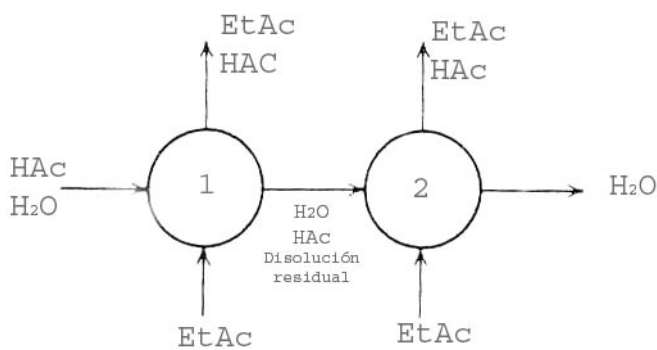 EtAc
HAC
EtAc
HAc
HAc
H₂O
1
2
H₂O
H₂O
HAc
Disolución
residual
EtAc
EtAc